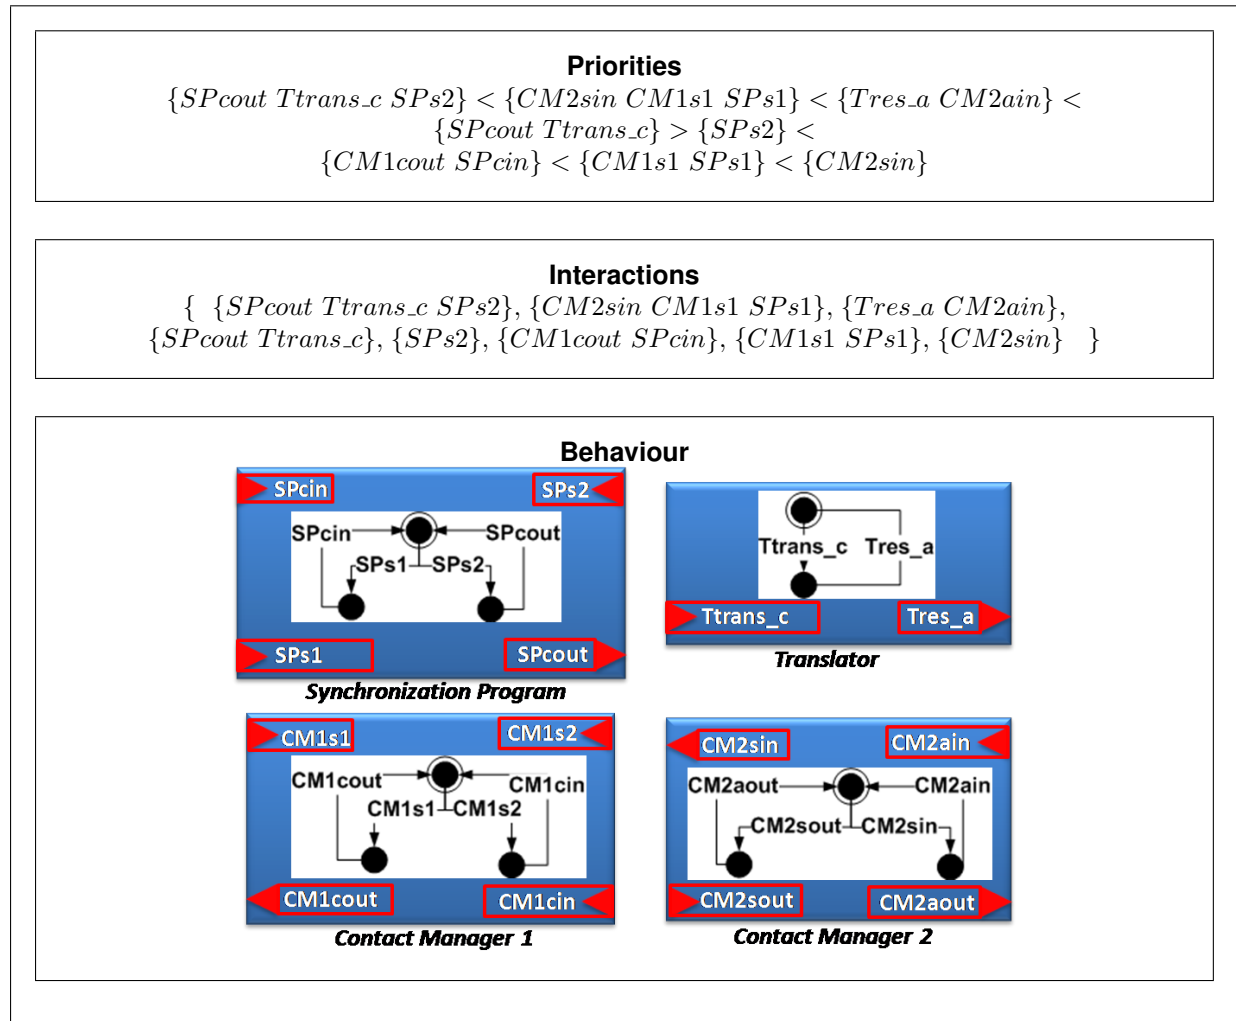 Priorities
{SPcout Ttrans_c SPs2} < {CM2sin CM1s1 SPs1} < {Tres_a CM2ain} <
{SPcout Ttrans_c} > {SPs2} <
{CM1cout SPcin} < {CM1s1 SPs1} < {CM2sin}
Interactions
{ {SPcout Ttrans_c SPs2}, {CM2sin CM1s1 SPs1}, {Tres_a CM2ain},
{SPcout Ttrans_c}, {SPs2}, {CM1cout SPcin}, {CM1s1 SPs1}, {CM2sin} }
Behaviour
SPcin
SPs2
SPcin
SPcout
SPs1
SPs2
SPs1
SPcout
Synchronization Program
Ttrans_c
Tres_a
Ttrans_c
Tres_a
Translator
CM1s1
CM1s2
CM1cout
CM1cin
CM1s1
CM1s2
CM1cout
CM1cin
Contact Manager 1
CM2sin
CM2ain
CM2aout
CM2ain
CM2sout
CM2sin
CM2sout
CM2aout
Contact Manager 2